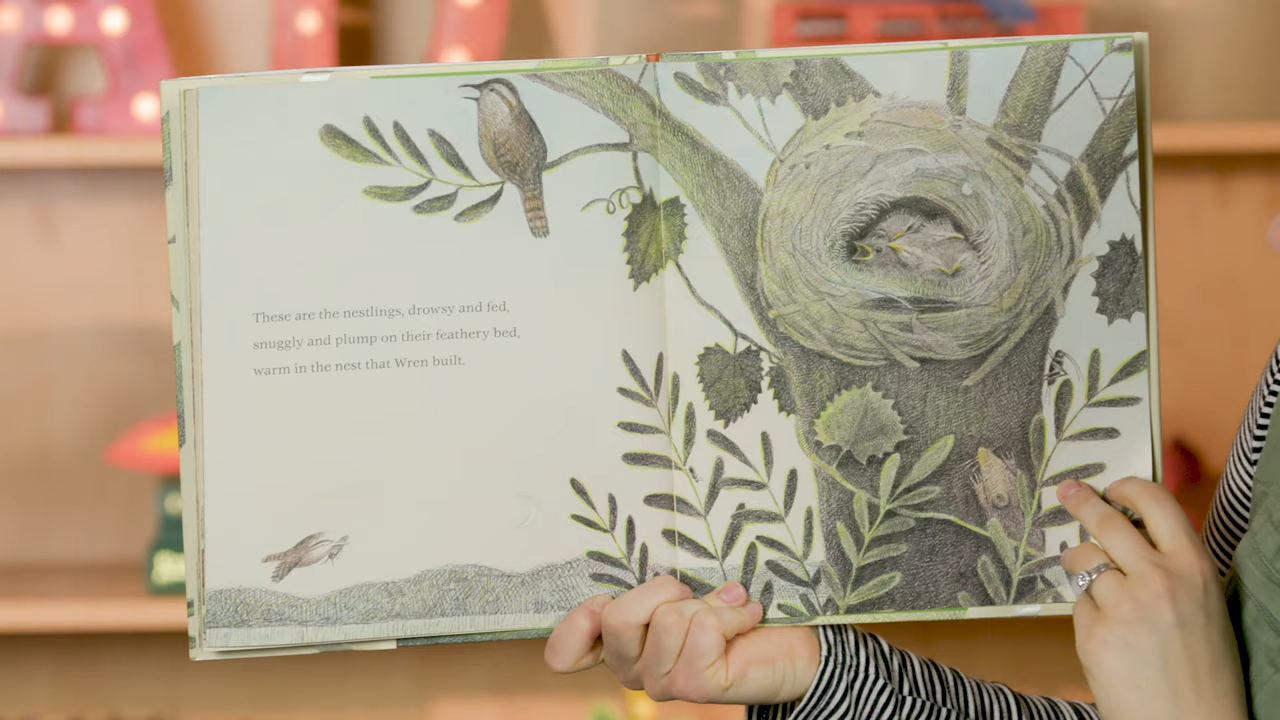 These are the nestlings, drowsy and fed,
snuggly and plump on their feathery bed,
warm in the nest that Wren built.